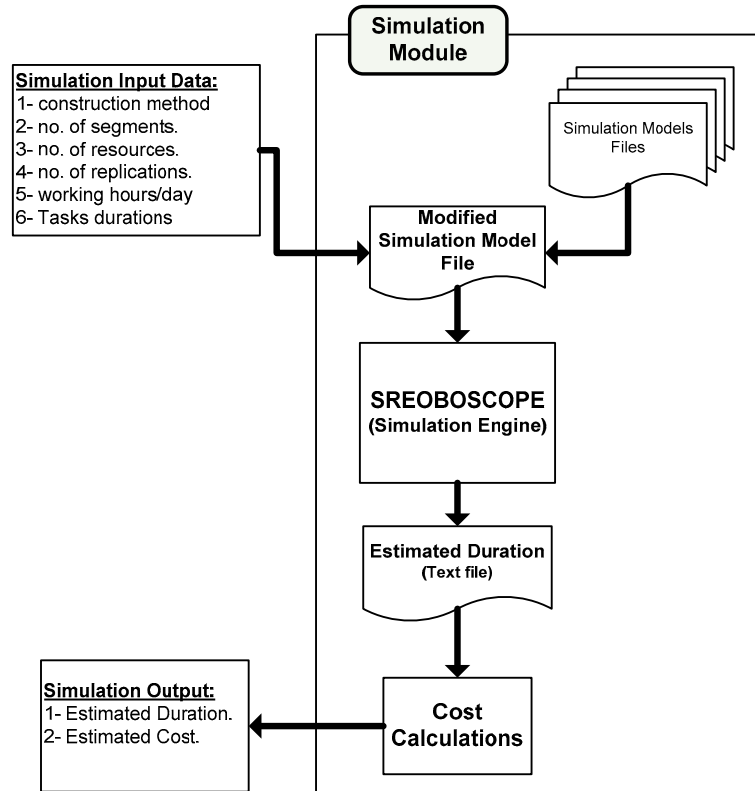 Simulation
Module
Simulation Input Data:
1- construction method
2- no. of segments.
3- no. of resources.
4- no. of replications.
5- working hours/day
6- Tasks durations
Simulation Models
Files
Modified
Simulation Model
File
SREOBOSCOPE
(Simulation Engine)
Estimated Duration
(Text file)
Cost
Calculations
Simulation Output:
1- Estimated Duration.
2- Estimated Cost.